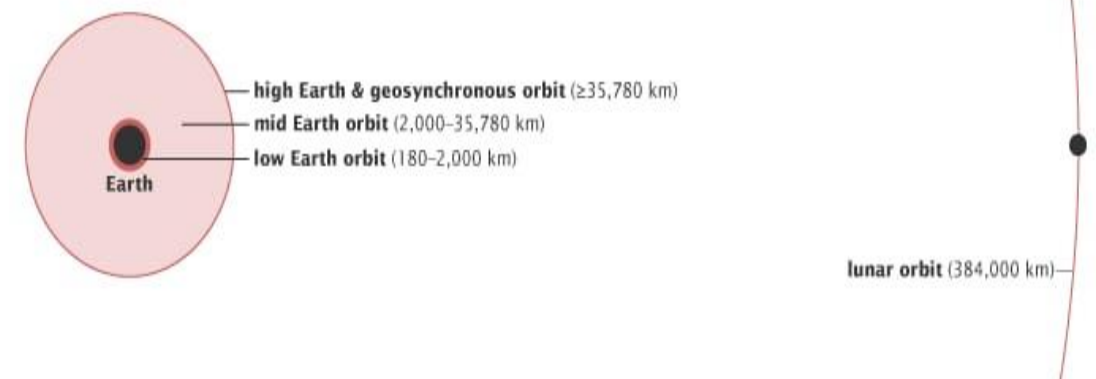 high Earth & geosynchronous orbit (≥35,780 km)
mid Earth orbit (2,000–35,780 km)
low Earth orbit (180–2,000 km)
Earth
lunar orbit (384,000 km)